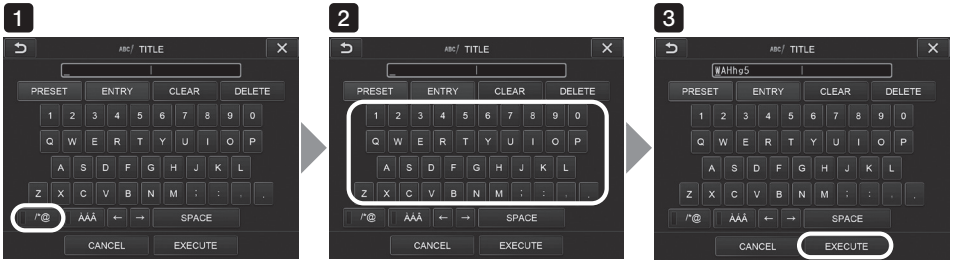 1
ABC/ TITLE
_
PRESET ENTRY CLEAR DELETE
1 2 3 4 5 6 7 8 9 0
Q W E R T Y U I O P
A S D F G H J K L
Z X C V B N M ; : , .
/*@ ÀÁÂ ← → SPACE
CANCEL EXECUTE
2
ABC/ TITLE
_
PRESET ENTRY CLEAR DELETE
1 2 3 4 5 6 7 8 9 0
Q W E R T Y U I O P
A S D F G H J K L
Z X C V B N M ; : , .
/*@ ÀÁÂ ← → SPACE
CANCEL EXECUTE
3
ABC/ TITLE
WAHhg5
PRESET ENTRY CLEAR DELETE
1 2 3 4 5 6 7 8 9 0
Q W E R T Y U I O P
A S D F G H J K L
Z X C V B N M ; : , .
/*@ ÀÁÂ ← → SPACE
CANCEL EXECUTE